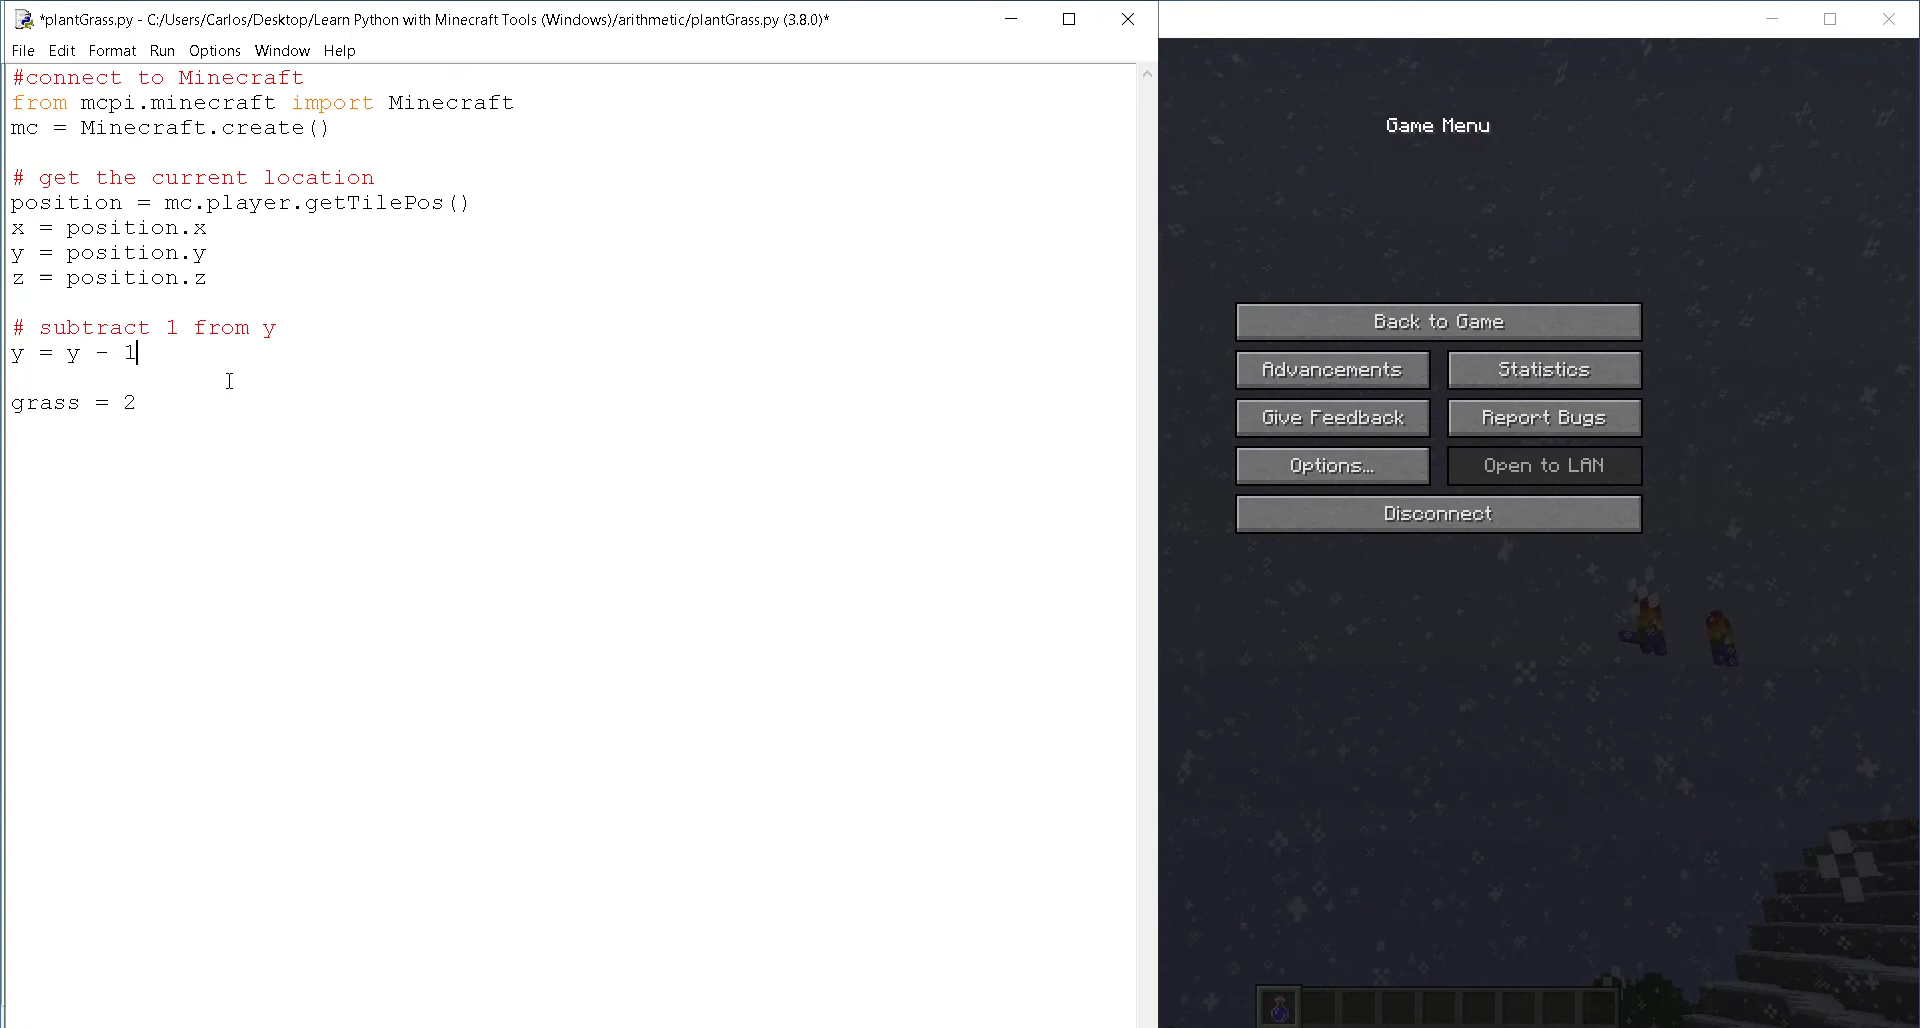 *plantGrass.py - C:/Users/Carlos/Desktop/Learn Python with Minecraft Tools (Windows)/arithmetic/plantGrass.py (3.8.0)*
File Edit Format Run Options Window Help
#connect to Minecraft
from mcpi.minecraft import Minecraft
mc = Minecraft.create()
# get the current location
position = mc.player.getTilePos()
x = position.x
y = position.y
z = position.z
# subtract 1 from y
y = y - 1
grass = 2
Game Menu
Back to Game
Advancements
Statistics
Give Feedback
Report Bugs
Options...
Open to LAN
Disconnect